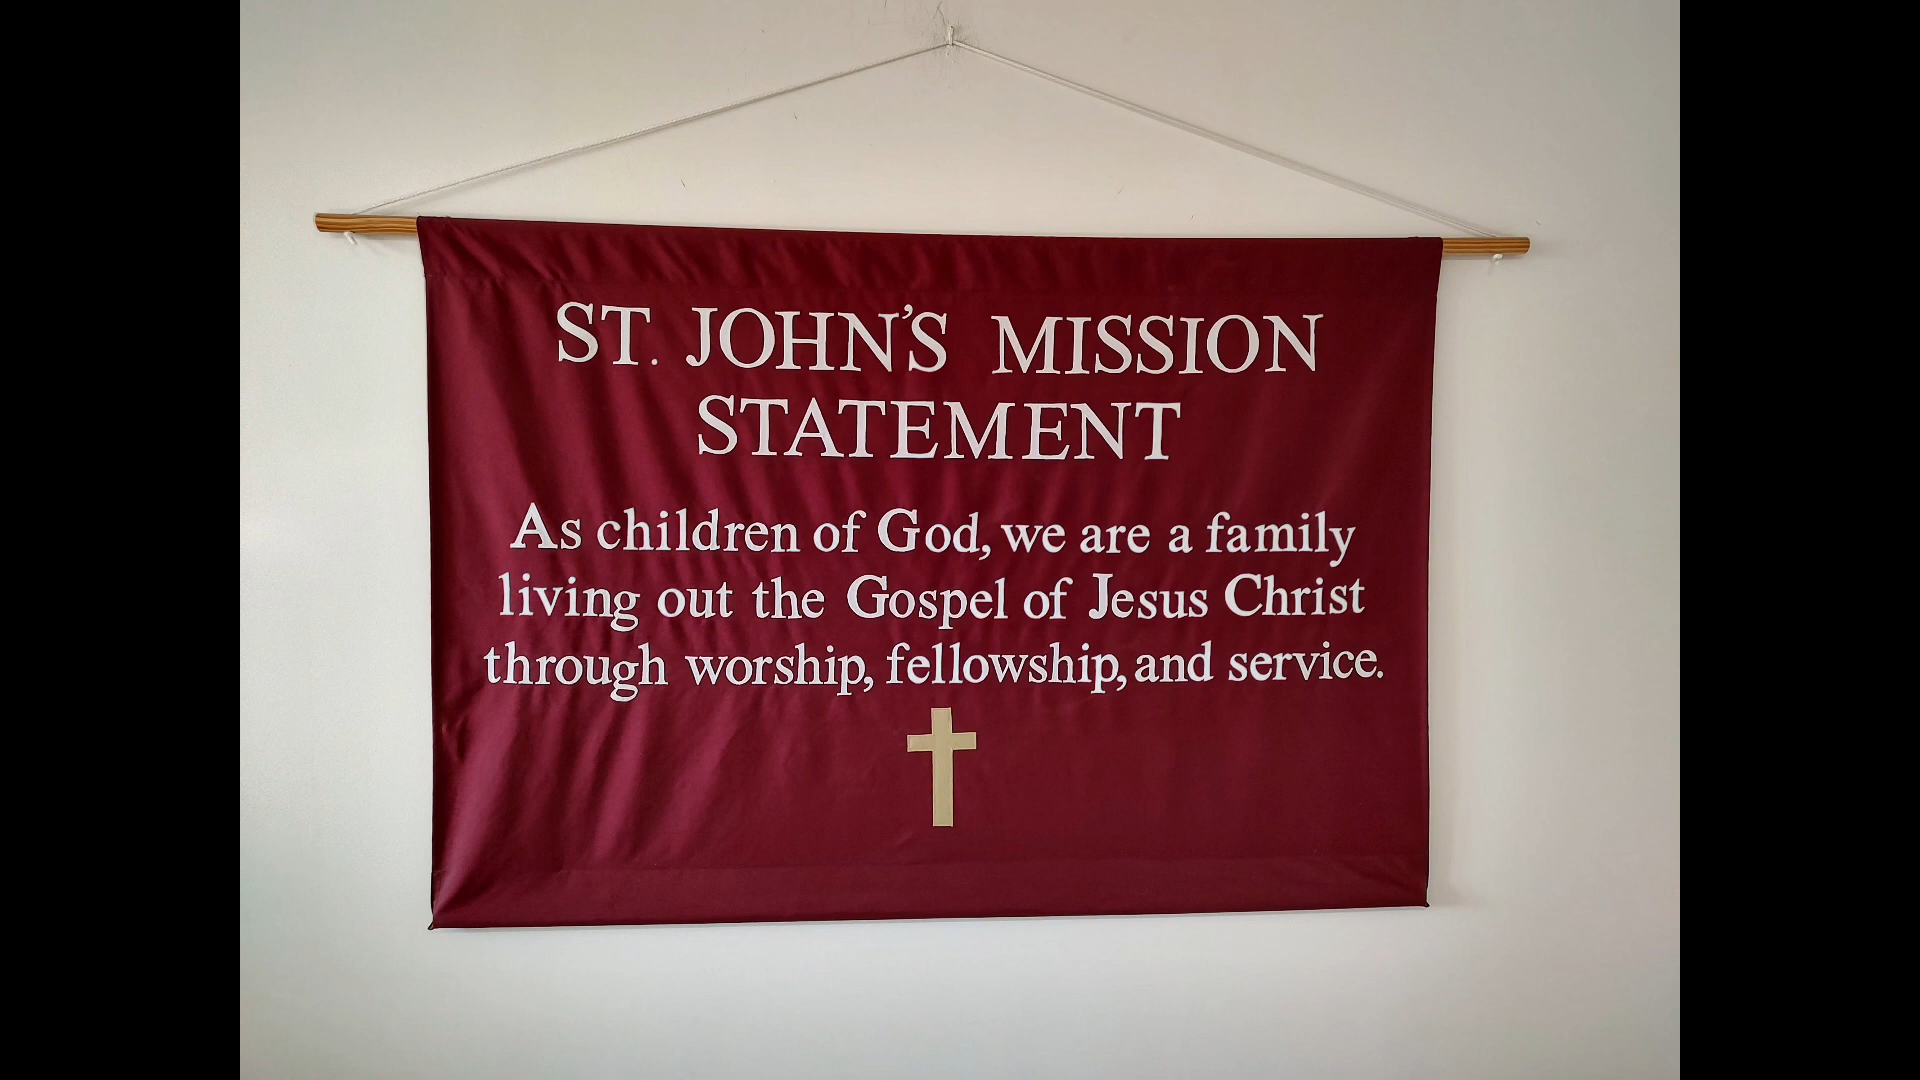 ST. JOHN'S MISSION
STATEMENT
As children of God, we are a family
living out the Gospel of Jesus Christ
through worship, fellowship, and service.